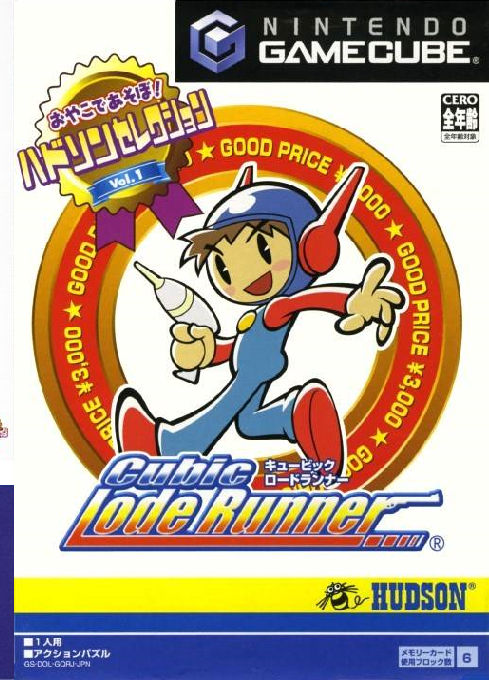 NINTENDO
GAMECUBE®
おやこであそぼ!
ハドソンセレクション
Vol.1
CERO
全年齢
全年齢対象
GOOD PRICE ¥3,000 ★ GOOD PRICE ¥3,000 ★ GOOD PRICE ¥3,000 ★
Cubic
キュービック
ロードランナー
Lode Runner®
HUDSON®
■1人用
■アクションパズル
GS-DOL-GQRJ-JPN
メモリーカード
使用ブロック数
6